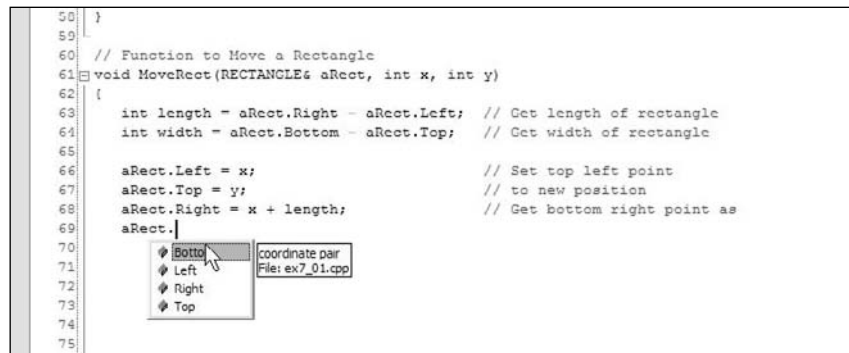 58 }
59
60 // Function to Move a Rectangle
61 void MoveRect(RECTANGLE& aRect, int x, int y)
62 {
63 int length = aRect.Right - aRect.Left; // Get length of rectangle
64 int width = aRect.Bottom - aRect.Top; // Get width of rectangle
65
66 aRect.Left = x; // Set top left point
67 aRect.Top = y; // to new position
68 aRect.Right = x + length; // Get bottom right point as
69 aRect.
70 Botto coordinate pair
71 Left File: ex7_01.cpp
72 Right
73 Top
74
75